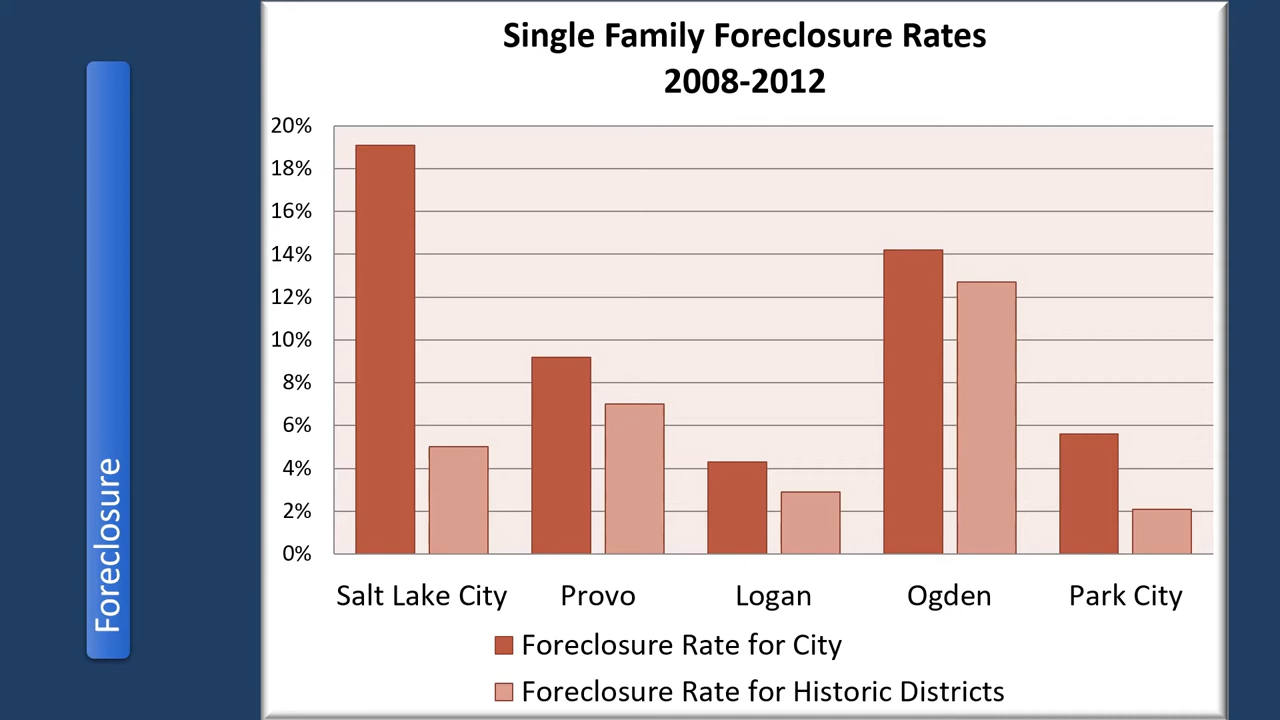 Foreclosure
Single Family Foreclosure Rates
2008-2012
20%
18%
16%
14%
12%
10%
8%
6%
4%
2%
0%
Salt Lake City Provo Logan Ogden Park City
Foreclosure Rate for City
Foreclosure Rate for Historic Districts